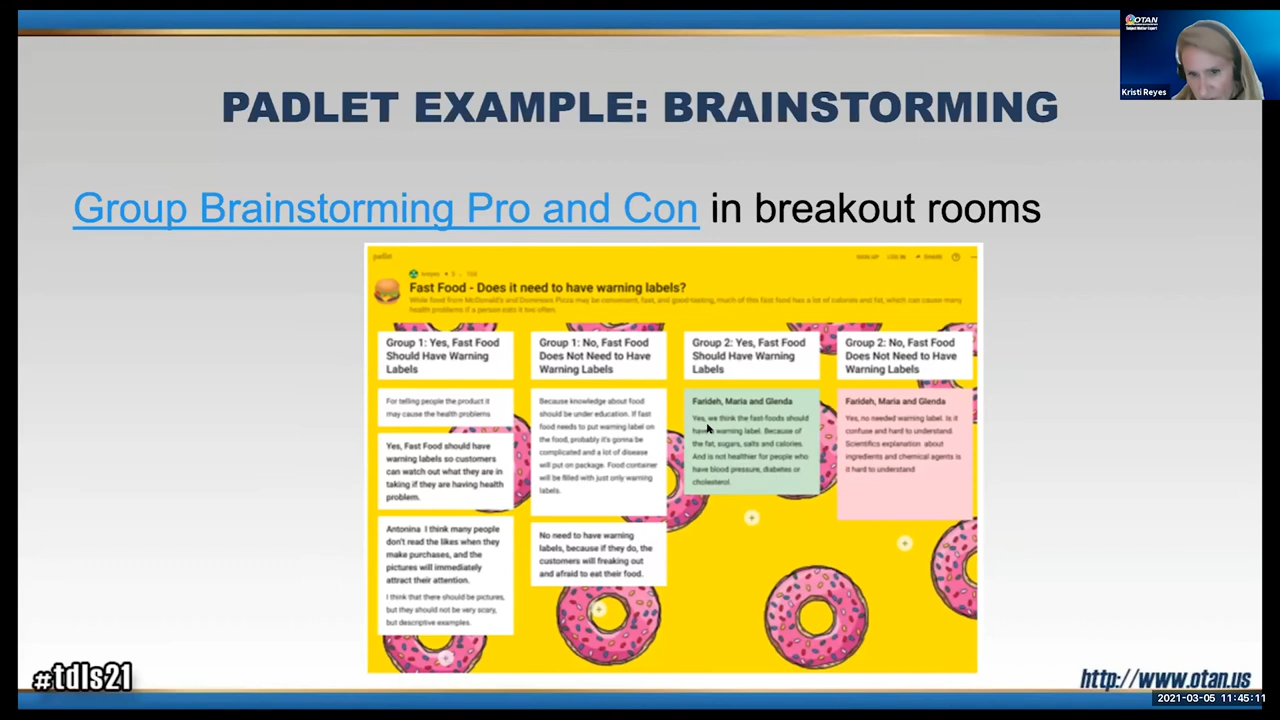 OTAN
Subject Matter Expert
Kristi Reyes
PADLET EXAMPLE: BRAINSTORMING
Group Brainstorming Pro and Con in breakout rooms
padlet
SIGN UP
LOG IN
SHARE
Fast Food - Does it need to have warning labels?
While food from McDonald's and Dominoes Pizza may be convenient, fast, and good-tasting, much of this fast food has a lot of calories and fat, which can cause many
health problems if a person eats it too often.
Group 1: Yes, Fast Food
Should Have Warning
Labels
For telling people the product it
may cause the health problems
Yes, Fast Food should have
warning labels so customers
can watch out what they are in
taking if they are having health
problem.
Antonina I think many people
don't read the likes when they
make purchases, and the
pictures will immediately
attract their attention.
I think that there should be pictures,
but they should not be very scary,
but descriptive examples.
Group 1: No, Fast Food
Does Not Need to Have
Warning Labels
Because knowledge about food
should be under education. If fast
food needs to put warning label on
the food, probably it's gonna be
complicated and a lot of disease
will put on package. Food container
will be filled with just only warning
labels.
No need to have warning
labels, because if they do, the
customers will freaking out
and afraid to eat their food.
Group 2: Yes, Fast Food
Should Have Warning
Labels
Farideh, Maria and Glenda
Yes, we think the fast-foods should
have warning label. Because of
the fat, sugars, salts and calories.
And is not healthier for people who
have blood pressure, diabetes or
cholesterol.
Group 2: No, Fast Food
Does Not Need to Have
Warning Labels
Farideh, Maria and Glenda
Yes, no needed warning label. Is it
confuse and hard to understand.
Scientifics explanation about
ingredients and chemical agents is
it hard to understand
#tdls21
http://www.otan.us
2021-03-05 11:45:11